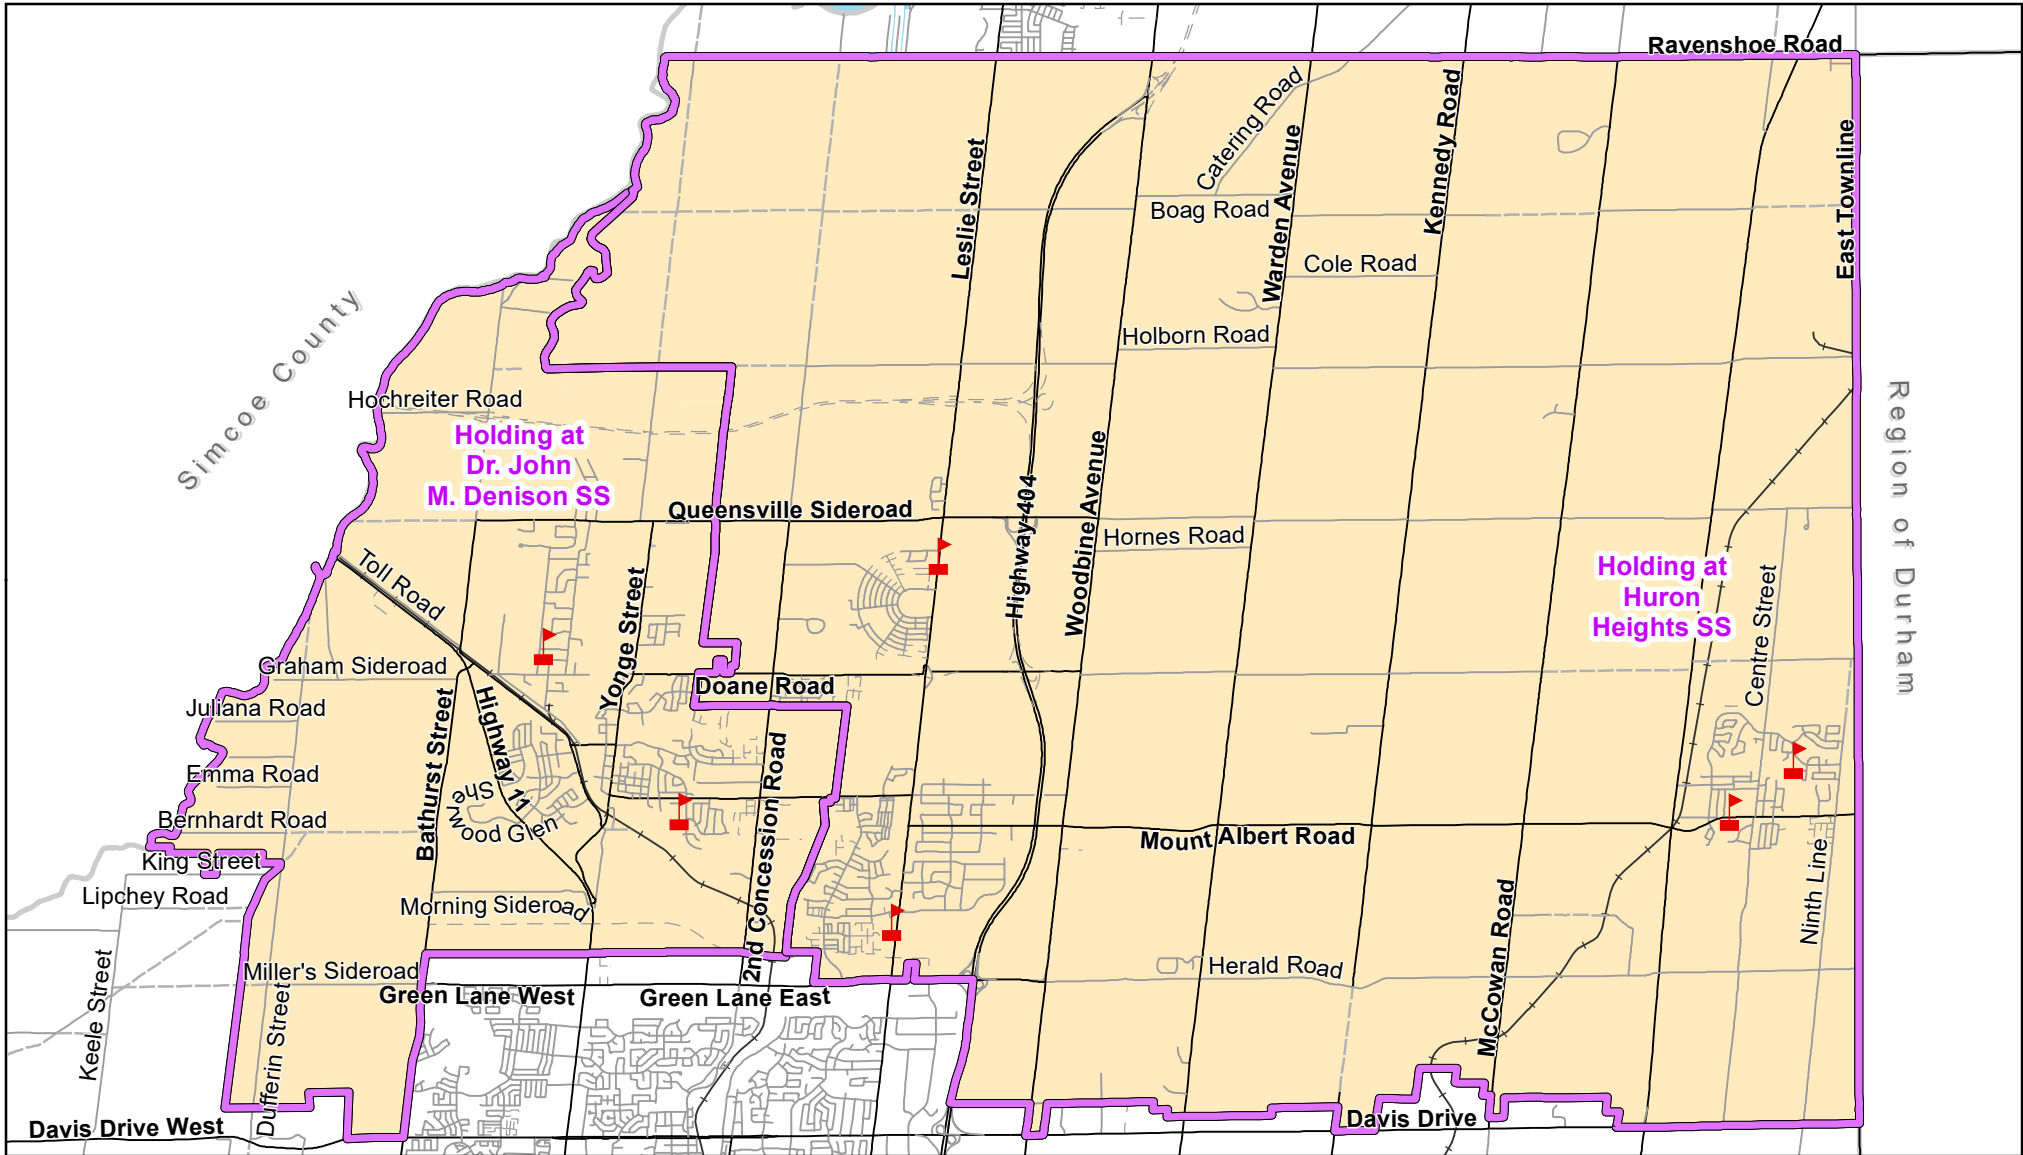 Ravenshoe Road
Catering Road
Kennedy Road
East Townline
Leslie Street
Warden Avenue
Boag Road
Cole Road
Simcoe County
Holborn Road
Hochreiter Road
Region of Durham
Holding at
Dr. John
M. Denison SS
Queensville Sideroad
Highway 404
Woodbine Avenue
Hornes Road
Holding at
Huron
Heights SS
Toll Road
Yonge Street
Centre Street
Graham Sideroad
Doane Road
Juliana Road
Bathurst Street
Highway 11
2nd Concession Road
Emma Road
Sherwood Glen
Bernhardt Road
Mount Albert Road
King Street
Ninth Line
Lipchey Road
Morning Sideroad
McCowan Road
Miller's Sideroad
Herald Road
Green Lane West
Green Lane East
Keele Street
Dufferin Street
Davis Drive West
Davis Drive